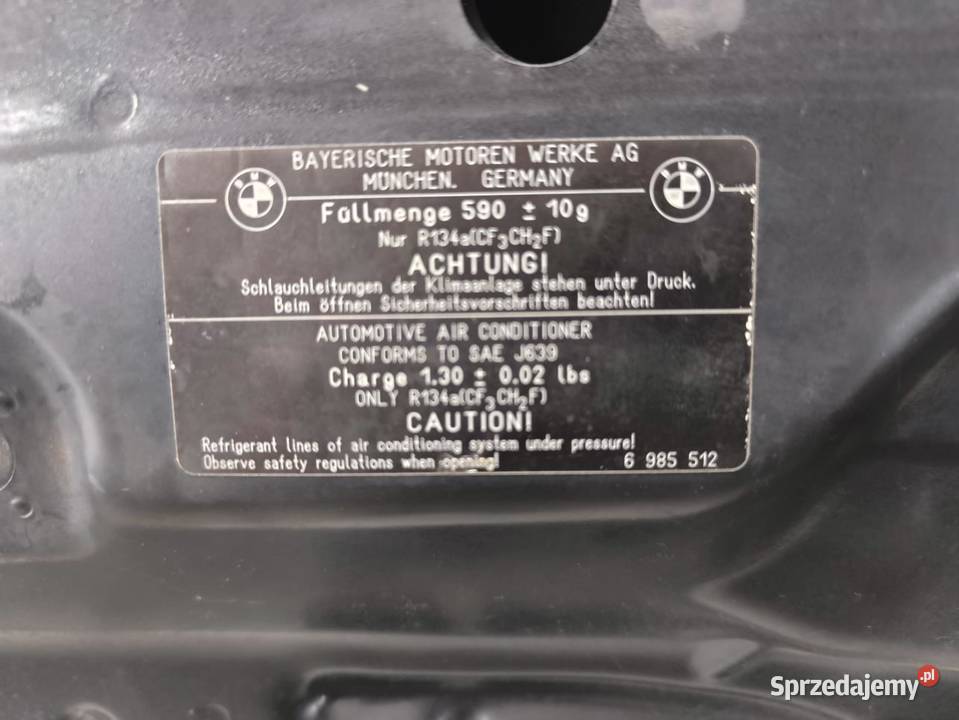 BAYERISCHE MOTOREN WERKE AG
MÜNCHEN. GERMANY
BMW
BMW
Füllmenge 590 ± 10g
Nur R134a(CF₃CH₂F)
ACHTUNG!
Schlauchleitungen der Klimaanlage stehen unter Druck.
Beim öffnen Sicherheitsvorschriften beachten!
AUTOMOTIVE AIR CONDITIONER
CONFORMS TO SAE J639
Charge 1.30 ± 0.02 lbs
ONLY R134a(CF₃CH₂F)
CAUTION!
Refrigerant lines of air conditioning system under pressure!
Observe safety regulations when opening!
6 985 512
Sprzedajemy.pl